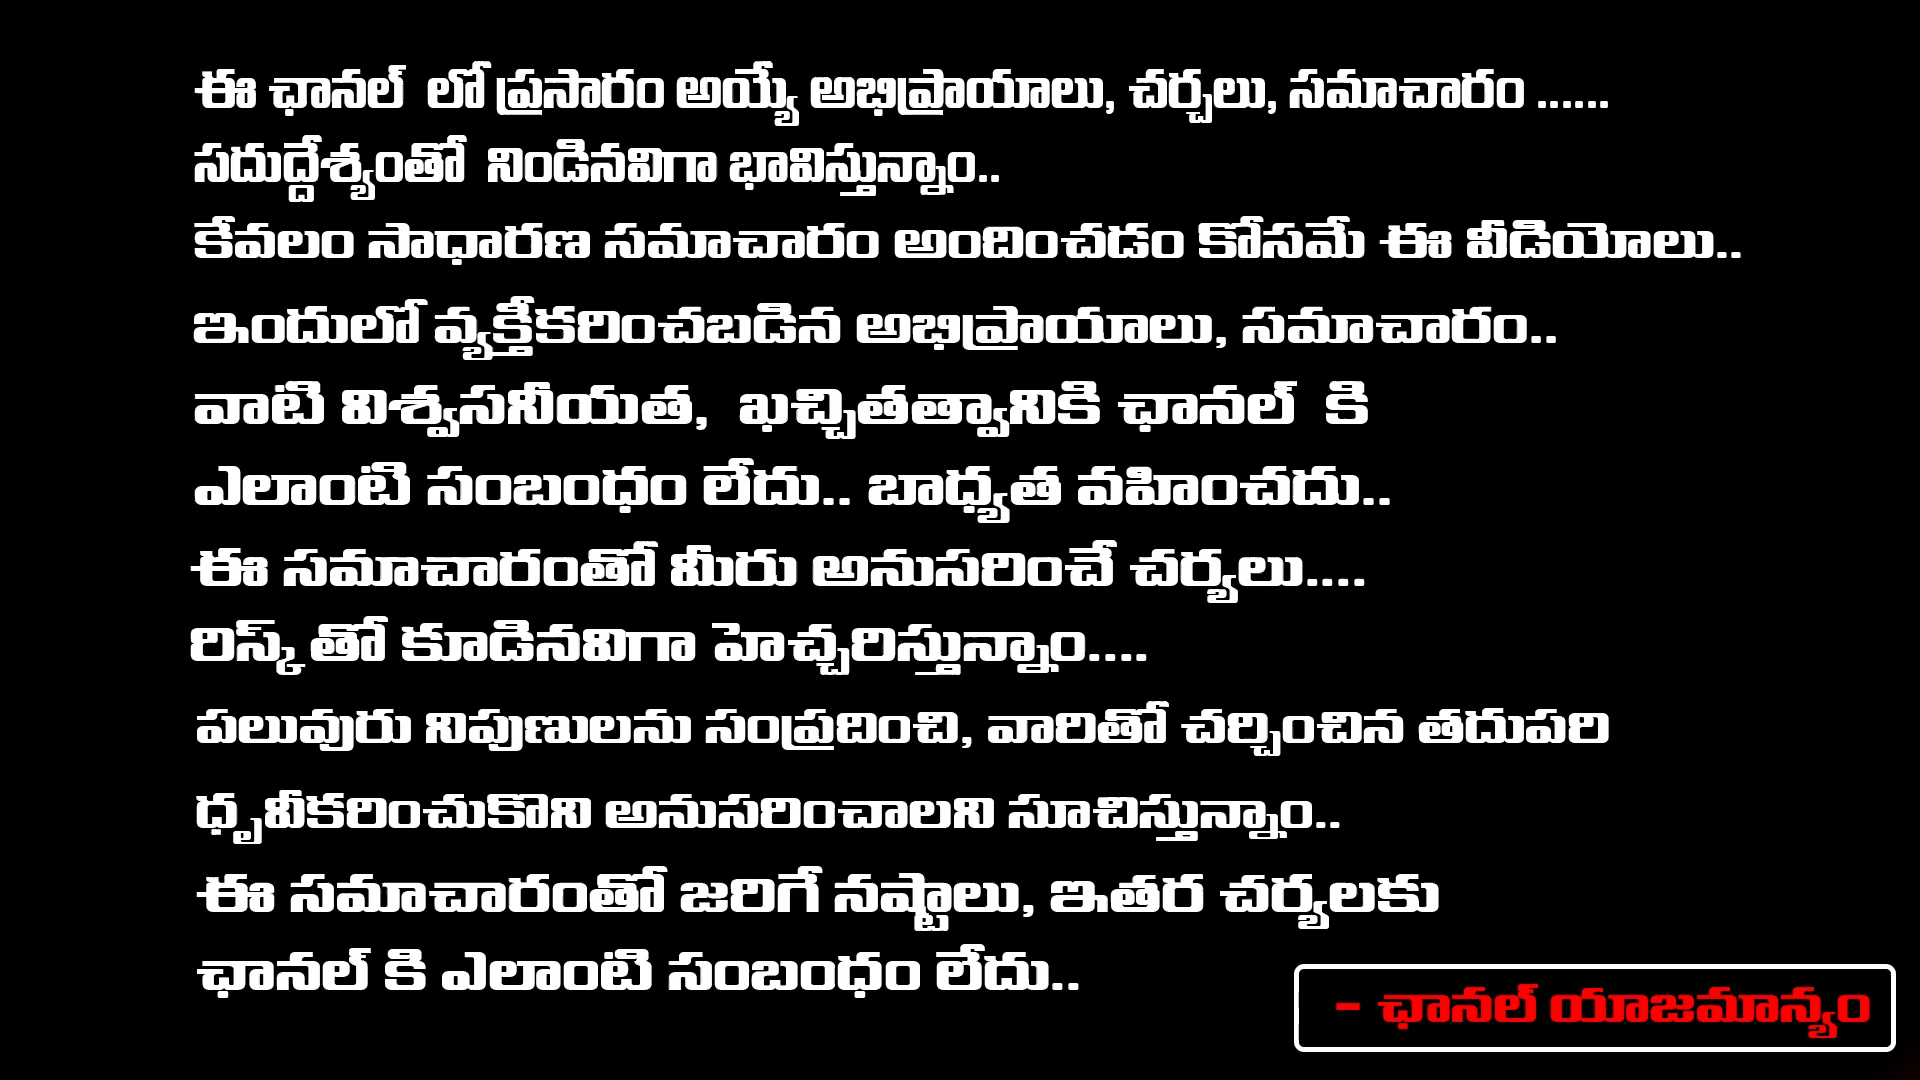 ఈ ఛానల్ లో ప్రసారం అయ్యే అభిప్రాయాలు, చర్చలు, సమాచారం ......
సదుద్దేశ్యంతో నిండినవిగా భావిస్తున్నాం..
కేవలం సాధారణ సమాచారం అందించడం కోసమే ఈ వీడియోలు..
ఇందులో వ్యక్తీకరించబడిన అభిప్రాయాలు, సమాచారం..
వాటి విశ్వసనీయత, ఖచ్చితత్వానికి ఛానల్ కి
ఎలాంటి సంబంధం లేదు.. బాధ్యత వహించదు..
ఈ సమాచారంతో మీరు అనుసరించే చర్యలు....
రిస్క్ తో కూడినవిగా హెచ్చరిస్తున్నాం....
పలువురు నిపుణులను సంప్రదించి, వారితో చర్చించిన తదుపరి
ధృవీకరించుకొని అనుసరించాలని సూచిస్తున్నాం..
ఈ సమాచారంతో జరిగే నష్టాలు, ఇతర చర్యలకు
ఛానల్ కి ఎలాంటి సంబంధం లేదు..
- ఛానల్ యాజమాన్యం